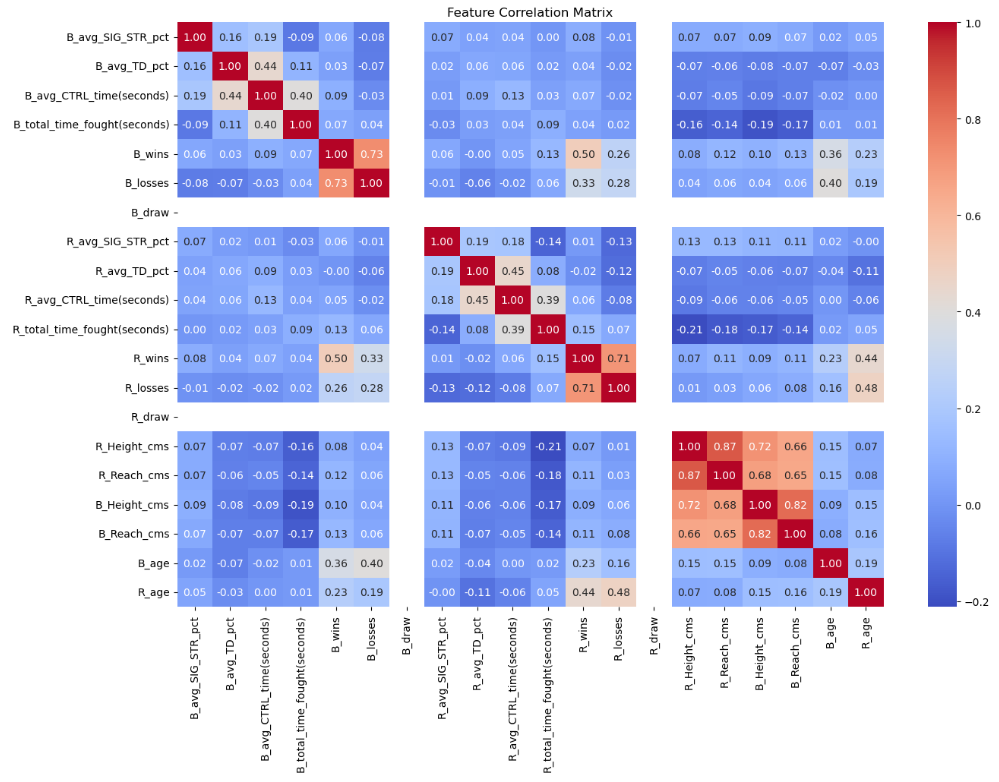 Feature Correlation Matrix
B_avg_SIG_STR_pct 1.00 0.16 0.19 -0.09 0.06 -0.08 0.07 0.04 0.04 0.00 0.08 -0.01 0.07 0.07 0.09 0.07 0.02 0.05
B_avg_TD_pct 0.16 1.00 0.44 0.11 0.03 -0.07 0.02 0.06 0.06 0.02 0.04 -0.02 -0.07 -0.06 -0.08 -0.07 -0.07 -0.03
B_avg_CTRL_time(seconds) 0.19 0.44 1.00 0.40 0.09 -0.03 0.01 0.09 0.13 0.03 0.07 -0.02 -0.07 -0.05 -0.09 -0.07 -0.02 0.00
B_total_time_fought(seconds) -0.09 0.11 0.40 1.00 0.07 0.04 -0.03 0.03 0.04 0.09 0.04 0.02 -0.16 -0.14 -0.19 -0.17 0.01 0.01
B_wins 0.06 0.03 0.09 0.07 1.00 0.73 0.06 -0.00 0.05 0.13 0.50 0.26 0.08 0.12 0.10 0.13 0.36 0.23
B_losses -0.08 -0.07 -0.03 0.04 0.73 1.00 -0.01 -0.06 -0.02 0.06 0.33 0.28 0.04 0.06 0.04 0.06 0.40 0.19
B_draw
R_avg_SIG_STR_pct 0.07 0.02 0.01 -0.03 0.06 -0.01 1.00 0.19 0.18 -0.14 0.01 -0.13 0.13 0.13 0.11 0.11 0.02 -0.00
R_avg_TD_pct 0.04 0.06 0.09 0.03 -0.00 -0.06 0.19 1.00 0.45 0.08 -0.02 -0.12 -0.07 -0.05 -0.06 -0.07 -0.04 -0.11
R_avg_CTRL_time(seconds) 0.04 0.06 0.13 0.04 0.05 -0.02 0.18 0.45 1.00 0.39 0.06 -0.08 -0.09 -0.06 -0.06 -0.05 0.00 -0.06
R_total_time_fought(seconds) 0.00 0.02 0.03 0.09 0.13 0.06 -0.14 0.08 0.39 1.00 0.15 0.07 -0.21 -0.18 -0.17 -0.14 0.02 0.05
R_wins 0.08 0.04 0.07 0.04 0.50 0.33 0.01 -0.02 0.06 0.15 1.00 0.71 0.07 0.11 0.09 0.11 0.23 0.44
R_losses -0.01 -0.02 -0.02 0.02 0.26 0.28 -0.13 -0.12 -0.08 0.07 0.71 1.00 0.01 0.03 0.06 0.08 0.16 0.48
R_draw
R_Height_cms 0.07 -0.07 -0.07 -0.16 0.08 0.04 0.13 -0.07 -0.09 -0.21 0.07 0.01 1.00 0.87 0.72 0.66 0.15 0.07
R_Reach_cms 0.07 -0.06 -0.05 -0.14 0.12 0.06 0.13 -0.05 -0.06 -0.18 0.11 0.03 0.87 1.00 0.68 0.65 0.15 0.08
B_Height_cms 0.09 -0.08 -0.09 -0.19 0.10 0.04 0.11 -0.06 -0.06 -0.17 0.09 0.06 0.72 0.68 1.00 0.82 0.09 0.15
B_Reach_cms 0.07 -0.07 -0.07 -0.17 0.13 0.06 0.11 -0.07 -0.05 -0.14 0.11 0.08 0.66 0.65 0.82 1.00 0.08 0.16
B_age 0.02 -0.07 -0.02 0.01 0.36 0.40 0.02 -0.04 0.00 0.02 0.23 0.16 0.15 0.15 0.09 0.08 1.00 0.19
R_age 0.05 -0.03 0.00 0.01 0.23 0.19 -0.00 -0.11 -0.06 0.05 0.44 0.48 0.07 0.08 0.15 0.16 0.19 1.00
B_avg_SIG_STR_pct
B_avg_TD_pct
B_avg_CTRL_time(seconds)
B_total_time_fought(seconds)
B_wins
B_losses
B_draw
R_avg_SIG_STR_pct
R_avg_TD_pct
R_avg_CTRL_time(seconds)
R_total_time_fought(seconds)
R_wins
R_losses
R_draw
R_Height_cms
R_Reach_cms
B_Height_cms
B_Reach_cms
B_age
R_age
1.0
0.8
0.6
0.4
0.2
0.0
-0.2